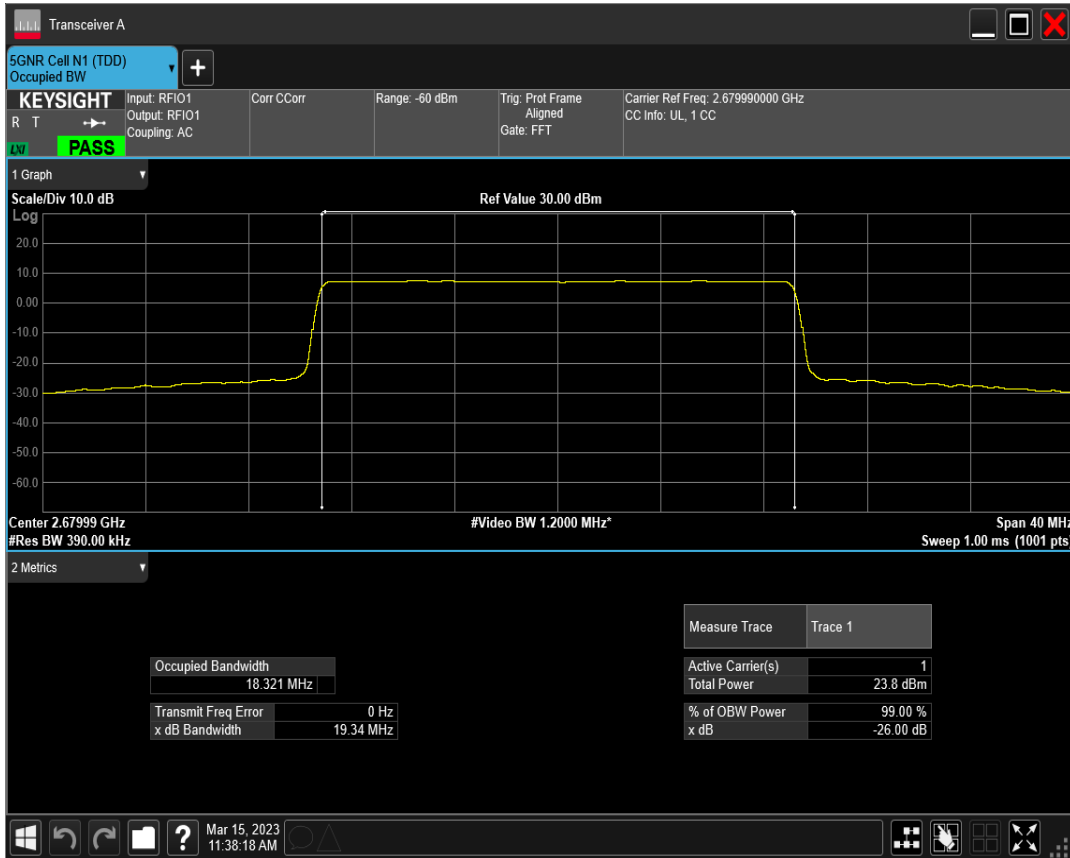 Transceiver A
5GNR Cell N1 (TDD)
Occupied BW
+
KEYSIGHT
R T
LXI
PASS
Input: RFIO1
Output: RFIO1
Coupling: AC
Corr CCorr
Range: -60 dBm
Trig: Prot Frame
Aligned
Gate: FFT
Carrier Ref Freq: 2.679990000 GHz
CC Info: UL, 1 CC
1 Graph
Scale/Div 10.0 dB
Ref Value 30.00 dBm
Log
20.0
10.0
0.00
-10.0
-20.0
-30.0
-40.0
-50.0
-60.0
Center 2.67999 GHz
#Video BW 1.2000 MHz*
Span 40 MHz
#Res BW 390.00 kHz
Sweep 1.00 ms (1001 pts)
2 Metrics
Measure Trace Trace 1
Occupied Bandwidth
18.321 MHz
Active Carrier(s) 1
Total Power 23.8 dBm
Transmit Freq Error 0 Hz
x dB Bandwidth 19.34 MHz
% of OBW Power 99.00 %
x dB -26.00 dB
?
Mar 15, 2023
11:38:18 AM